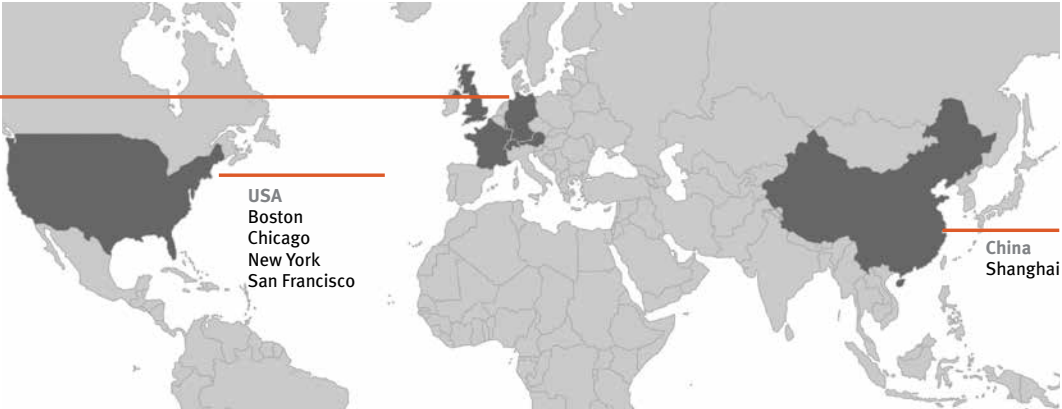 USA
Boston
Chicago
New York
San Francisco
China
Shanghai